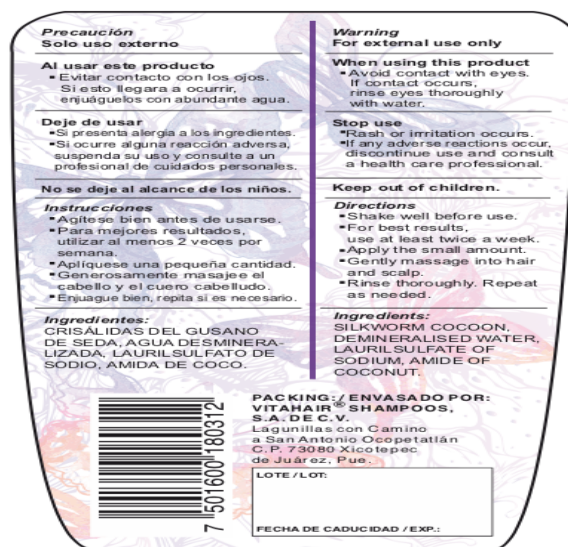 Precaución
Solo uso externo
Al usar este producto
▪Evitar contacto con los ojos.
Si esto llegara a ocurrir,
enjuáguelos con abundante agua.
Deje de usar
▪Si presenta alergia a los ingredientes.
▪Si ocurre alguna reacción adversa,
suspenda su uso y consulte a un
profesional de cuidados personales.
No se deje al alcance de los niños.
Instrucciones
▪Agítese bien antes de usarse.
▪Para mejores resultados,
utilizar al menos 2 veces por
semana.
▪Aplíquese una pequeña cantidad.
▪Generosamente masajee el
cabello y el cuero cabelludo.
▪Enjuague bien, repita si es necesario.
Ingredientes:
CRISÁLIDAS DEL GUSANO
DE SEDA, AGUA DESMINERA-
LIZADA, LAURILSULFATO DE
SODIO, AMIDA DE COCO.
Warning
For external use only
When using this product
▪Avoid contact with eyes.
If contact occurs,
rinse eyes thoroughly
with water.
Stop use
▪Rash or irritation occurs.
▪If any adverse reactions occur,
discontinue use and consult
a health care professional.
Keep out of children.
Directions
▪Shake well before use.
▪For best results,
use at least twice a week.
▪Apply the small amount.
▪Gently massage into hair
and scalp.
▪Rinse thoroughly. Repeat
as needed.
Ingredients:
SILKWORM COCOON,
DEMINERALISED WATER,
LAURILSULFATE OF
SODIUM, AMIDE OF
COCONUT.
7 501600 180312
PACKING:/ENVASADO POR:
VITAHAIR® SHAMPOOS,
S.A. DE C.V.
Lagunillas con Camino
a San Antonio Ocopetatlán
C.P. 73080 Xicotepec
de Juárez, Pue.
LOTE / LOT:
FECHA DE CADUCIDAD / EXP.: